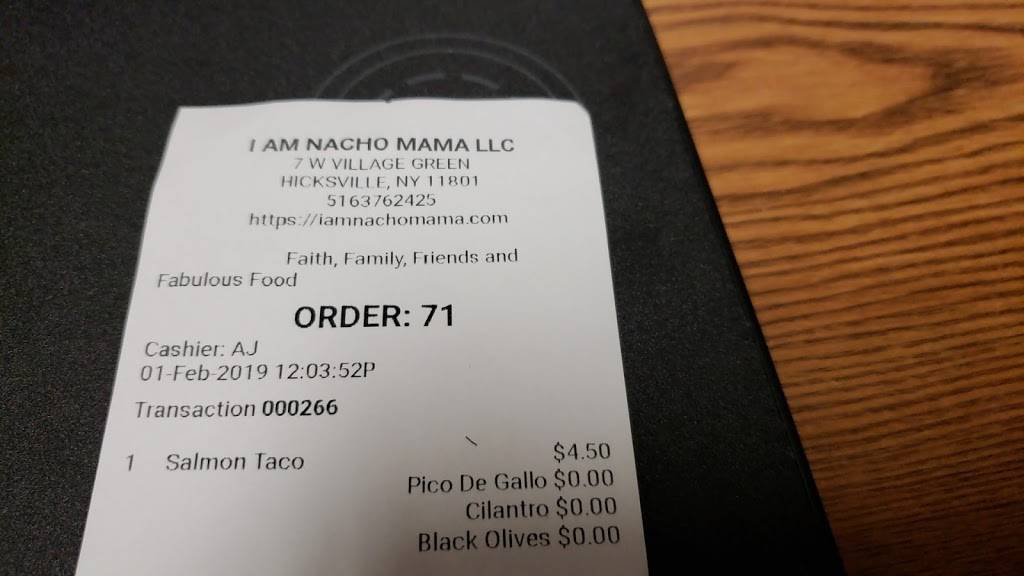 I AM NACHO MAMA LLC
7 W VILLAGE GREEN
HICKSVILLE, NY 11801
5163762425
https://iamnachomama.com
Faith, Family, Friends and
Fabulous Food
ORDER: 71
Cashier: AJ
01-Feb-2019 12:03:52P
Transaction 000266
1 Salmon Taco $4.50
Pico De Gallo $0.00
Cilantro $0.00
Black Olives $0.00